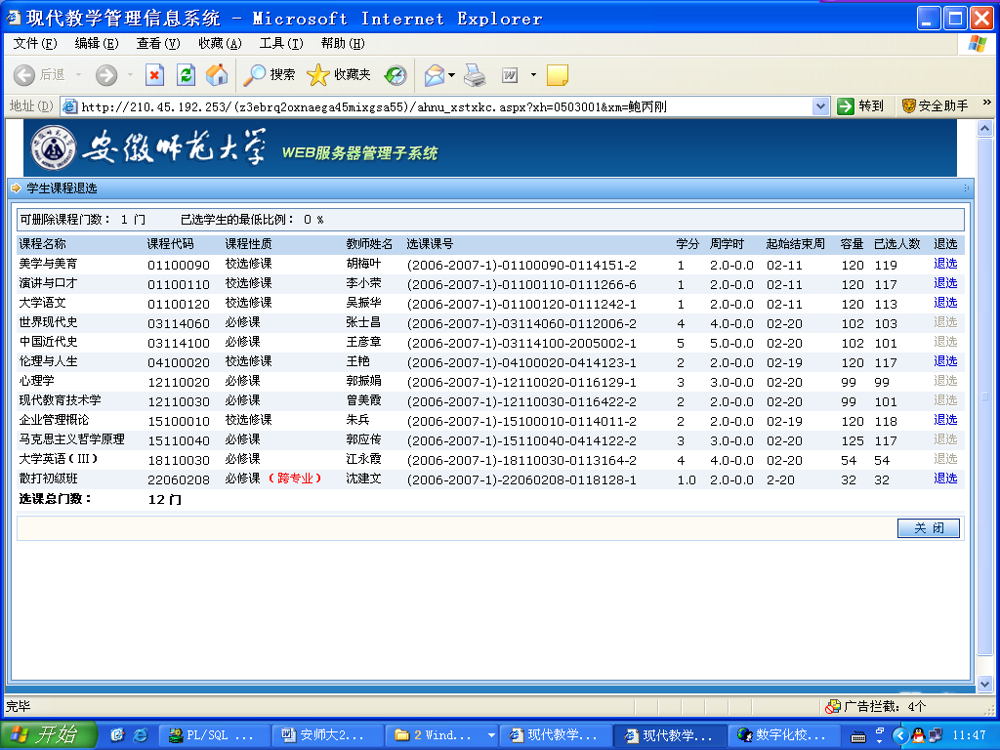 现代教学管理信息系统 - Microsoft Internet Explorer
文件(F) 编辑(E) 查看(V) 收藏(A) 工具(T) 帮助(H)
后退 搜索 收藏夹
地址(D) http://210.45.192.253/(z3ebrq2oxnaega45mixgsa55)/ahnu_xstxkc.aspx?xh=0503001&xm=鲍丙刚 转到 安全助手 »
安徽师范大学 WEB服务器管理子系统
学生课程退选
可删除课程门数： 1 门 已选学生的最低比例： 0 %
课程名称 课程代码 课程性质 教师姓名 选课课号 学分 周学时 起始结束周 容量 已选人数 退选
美学与美育 01100090 校选修课 胡梅叶 (2006-2007-1)-01100090-0114151-2 1 2.0-0.0 02-11 120 119 退选
演讲与口才 01100110 校选修课 李小荣 (2006-2007-1)-01100110-0111266-6 1 2.0-0.0 02-11 120 117 退选
大学语文 01100120 校选修课 吴振华 (2006-2007-1)-01100120-0111242-1 1 2.0-0.0 02-11 120 113 退选
世界现代史 03114060 必修课 张士昌 (2006-2007-1)-03114060-0112006-2 4 4.0-0.0 02-20 102 103 退选
中国近代史 03114100 必修课 王彦章 (2006-2007-1)-03114100-2005002-1 5 5.0-0.0 02-20 102 101 退选
伦理与人生 04100020 校选修课 王艳 (2006-2007-1)-04100020-0414123-1 2 2.0-0.0 02-19 120 117 退选
心理学 12110020 必修课 郭振娟 (2006-2007-1)-12110020-0116129-1 3 3.0-0.0 02-20 99 99 退选
现代教育技术学 12110030 必修课 曾美霞 (2006-2007-1)-12110030-0116422-2 2 2.0-0.0 02-20 99 101 退选
企业管理概论 15100010 校选修课 朱兵 (2006-2007-1)-15100010-0114011-2 2 2.0-0.0 02-19 120 118 退选
马克思主义哲学原理 15110040 必修课 郭应传 (2006-2007-1)-15110040-0414122-2 3 3.0-0.0 02-20 125 117 退选
大学英语(III) 18110030 必修课 江永霞 (2006-2007-1)-18110030-0113164-2 4 4.0-0.0 02-20 54 54 退选
散打初级班 22060208 必修课（跨专业） 沈建文 (2006-2007-1)-22060208-0118128-1 1.0 2.0-0.0 2-20 32 32 退选
选课总门数： 12 门
关 闭
完毕 广告拦截: 4个
开始 PL/SQL ... 安师大2... 2 Wind... 现代教学... 现代教学... 数字化校... 11:47